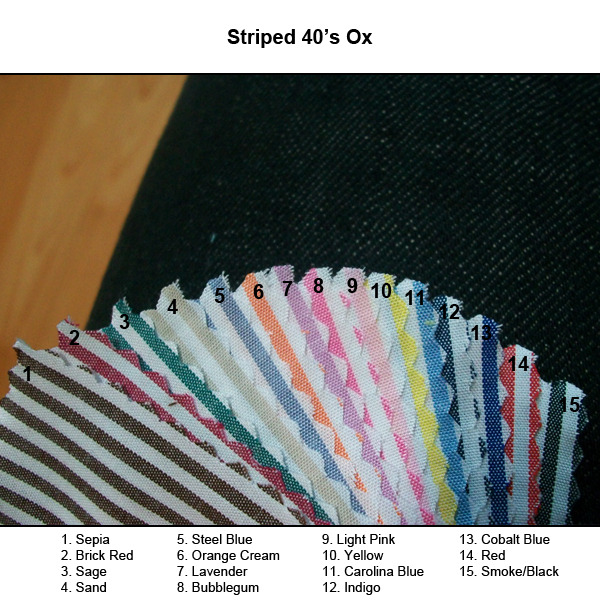 Striped 40's Ox
1
2
3
4
5
6
7
8
9
10
11
12
13
14
15
1. Sepia
2. Brick Red
3. Sage
4. Sand
5. Steel Blue
6. Orange Cream
7. Lavender
8. Bubblegum
9. Light Pink
10. Yellow
11. Carolina Blue
12. Indigo
13. Cobalt Blue
14. Red
15. Smoke/Black